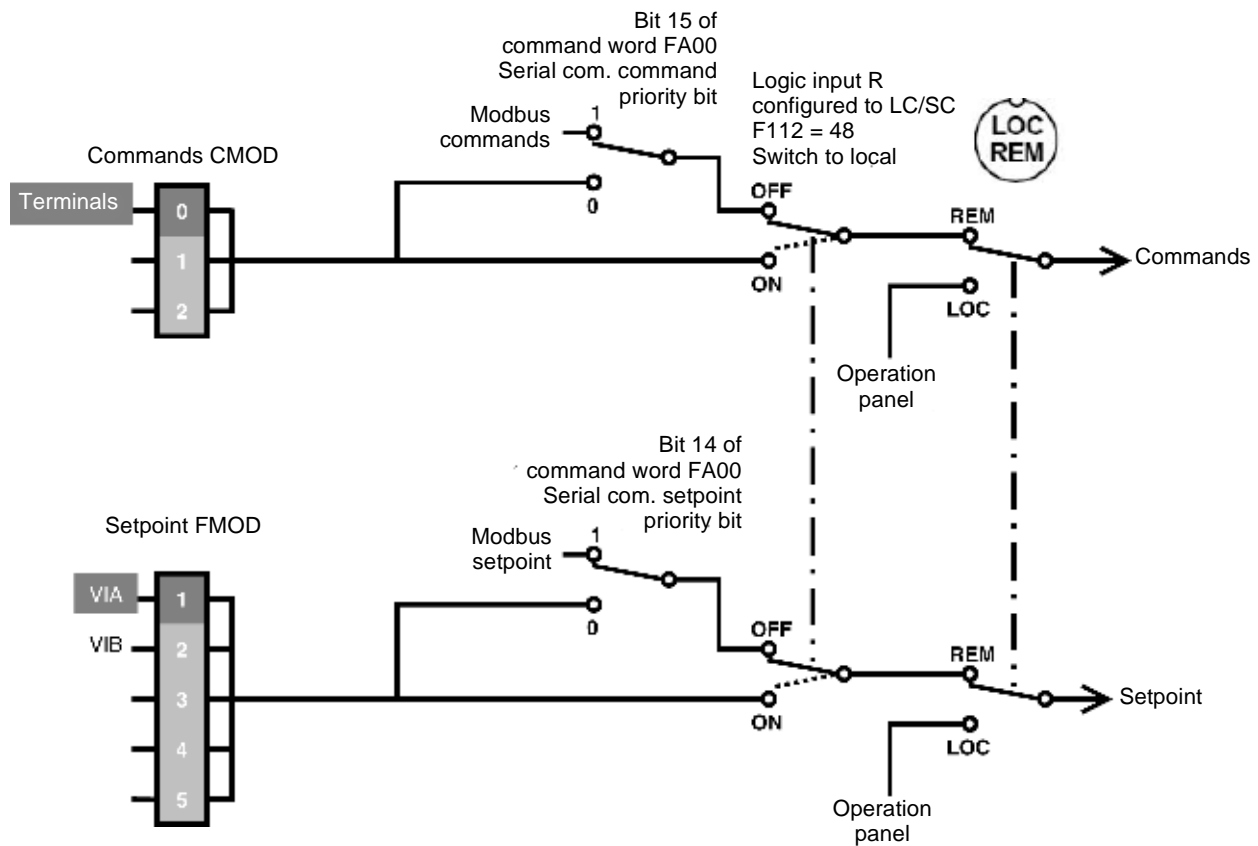 Bit 15 of
command word FA00
Serial com. command
priority bit
Logic input R
configured to LC/SC
F112 = 48
Switch to local
LOC
REM
Modbus
commands
1
0
Commands CMOD
Terminals
0
1
2
OFF
ON
REM
LOC
Commands
Operation
panel
Bit 14 of
command word FA00
Serial com. setpoint
priority bit
Setpoint FMOD
Modbus
setpoint
1
0
VIA
VIB
1
2
3
4
5
OFF
ON
REM
LOC
Setpoint
Operation
panel